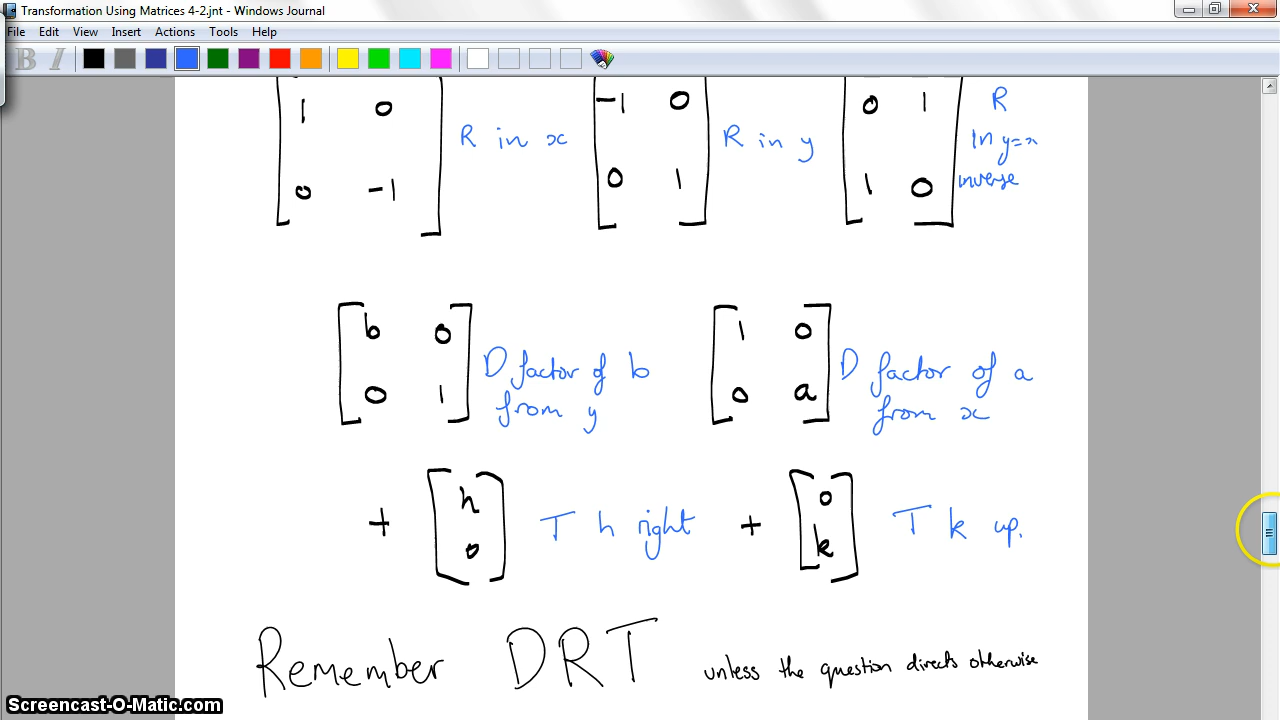 Transformation Using Matrices 4-2.jnt - Windows Journal
File Edit View Insert Actions Tools Help
B I
1 0
0 -1
R in x
-1 0
0 1
R in y
0 1
1 0
R
In y=x
inverse
b 0
0 1
D factor of b
from y
1 0
0 a
D factor of a
from x
+
h
0
T h right
+
0
k
T k up.
Remember DRT unless the question directs otherwise
Screencast-O-Matic.com